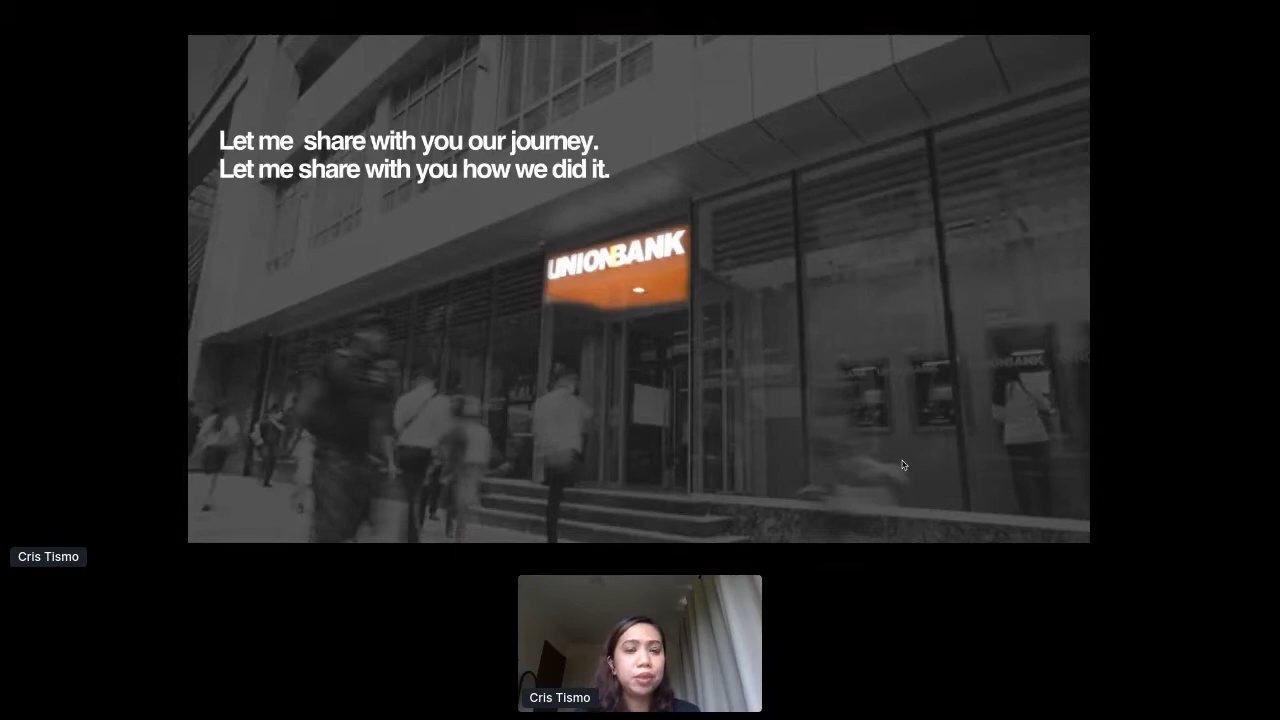 Let me  share with you our journey.
Let me share with you how we did it.
UNIONBANK
UNIONBANK
Cris Tismo
Cris Tismo